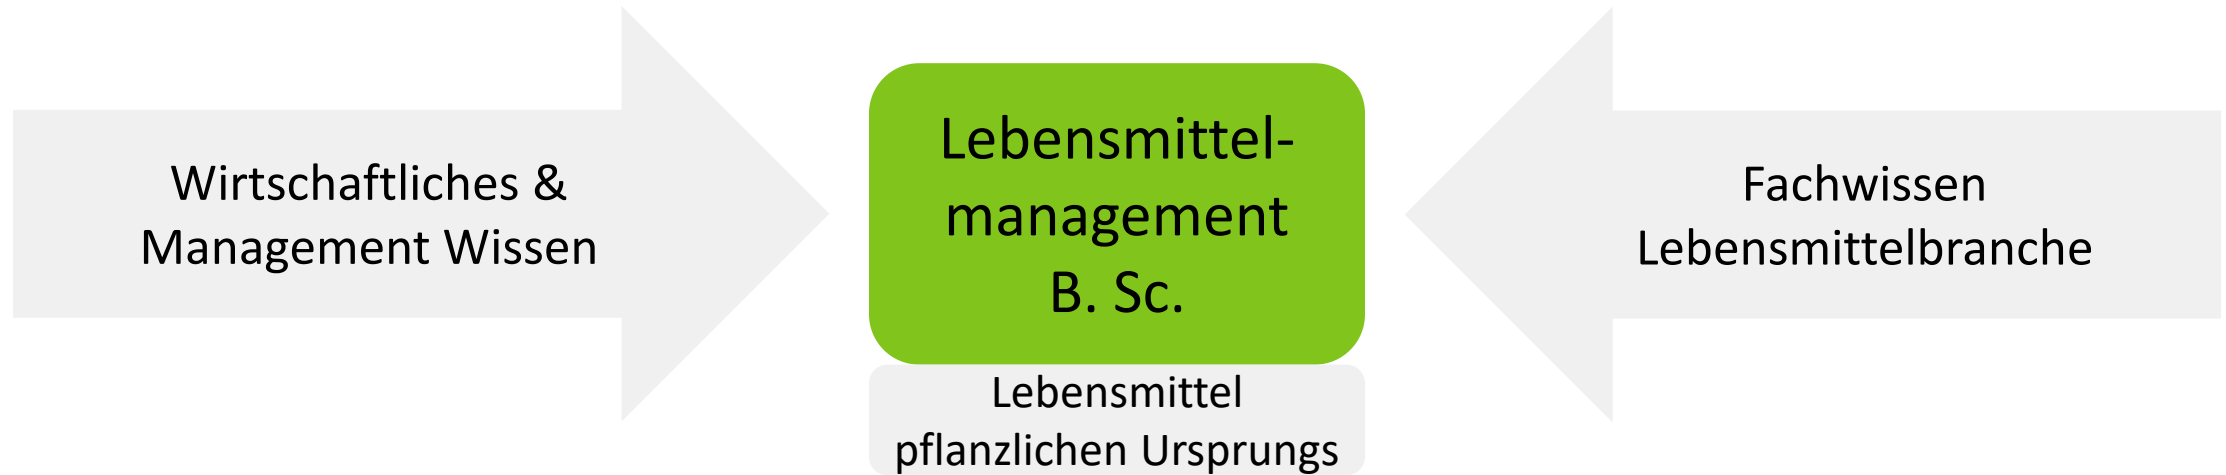 Wirtschaftliches &
Management Wissen
Lebensmittel-
management
B. Sc.
Lebensmittel
pflanzlichen Ursprungs
Fachwissen
Lebensmittelbranche